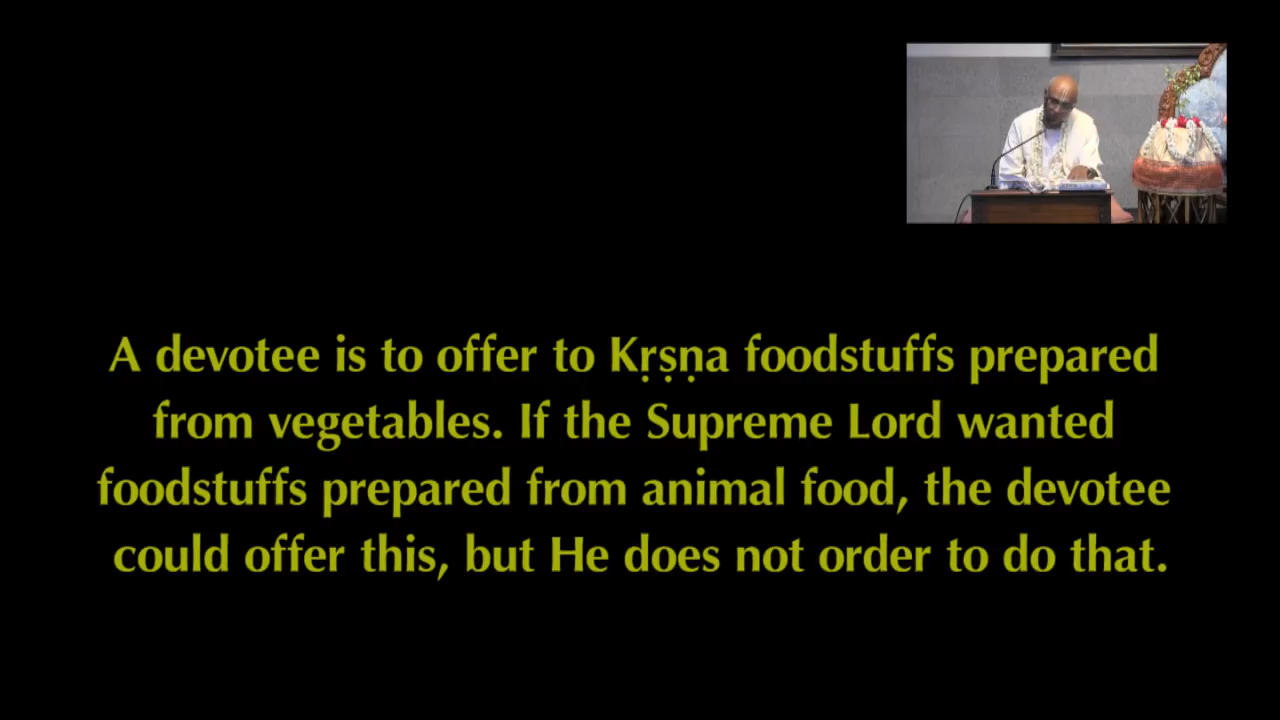 A devotee is to offer to Kṛṣṇa foodstuffs prepared
from vegetables. If the Supreme Lord wanted
foodstuffs prepared from animal food, the devotee
could offer this, but He does not order to do that.